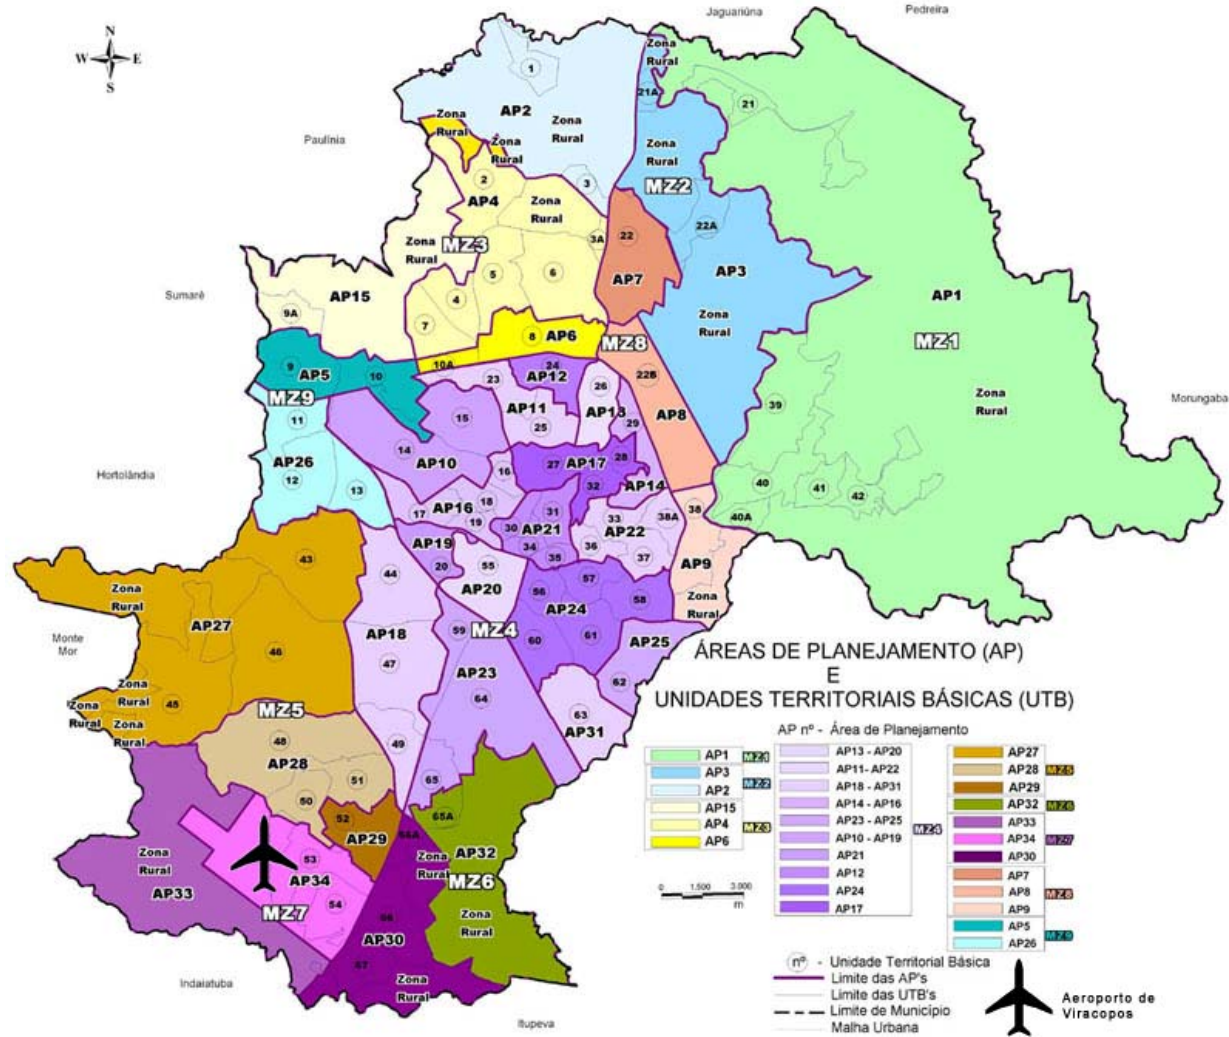 Jaguariúna
Pedreira
N
W E
S
Zona
Rural
1
21A
21
AP2
Zona
Rural
Zona
Rural
Zona
Rural
Paulínia
Zona
Rural
2
3
MZ2
AP4
Zona
Rural
22A
3A
22
Zona
Rural
MZ3
5
6
AP7
AP3
Sumaré
AP15
4
AP1
9A
7
Zona
Rural
8
AP6
MZ8
MZ1
9
AP5
10
10A
23
24
AP12
26
22B
MZ9
Zona
Rural
Morungaba
11
15
AP11
AP13
AP8
39
25
29
14
AP10
AP26
12
13
16
27
AP17
28
Hortolândia
32
AP14
40
41
42
17
AP16
18
19
31
33
38A
38
40A
30
AP21
AP22
AP19
34
35
36
37
43
44
20
55
AP20
AP9
Zona
Rural
57
56
AP24
58
Zona
Rural
AP27
AP18
59
MZ4
60
61
AP25
Monte
Mor
46
47
AP23
62
Zona
Rural
45
Zona
Rural
Zona
Rural
64
MZ5
63
AP31
48
49
AP28
51
65
50
52
AP29
65A
66A
AP32
Zona
Rural
53
Zona
Rural
AP33
AP34
MZ6
54
MZ7
66
Zona
Rural
AP30
67
Zona
Rural
Indaiatuba
Itupeva
ÁREAS DE PLANEJAMENTO (AP)
E
UNIDADES TERRITORIAIS BÁSICAS (UTB)
AP nº - Área de Planejamento
AP1 MZ1
AP3
AP2
MZ2
AP15
AP4
AP6
MZ3
AP13 - AP20
AP11- AP22
AP18 - AP31
AP14 - AP16
AP23 - AP25
AP10 - AP19
AP21
AP12
AP24
AP17
MZ4
AP27
AP28
AP29
MZ5
AP32 MZ6
AP33
AP34
AP30
MZ7
AP7
AP8
AP9
MZ8
AP5
AP26
MZ9
0 1.500 3.000
m
nº - Unidade Territorial Básica
Limite das AP's
Limite das UTB's
Limite de Município
Malha Urbana
Aeroporto de
Viracopos